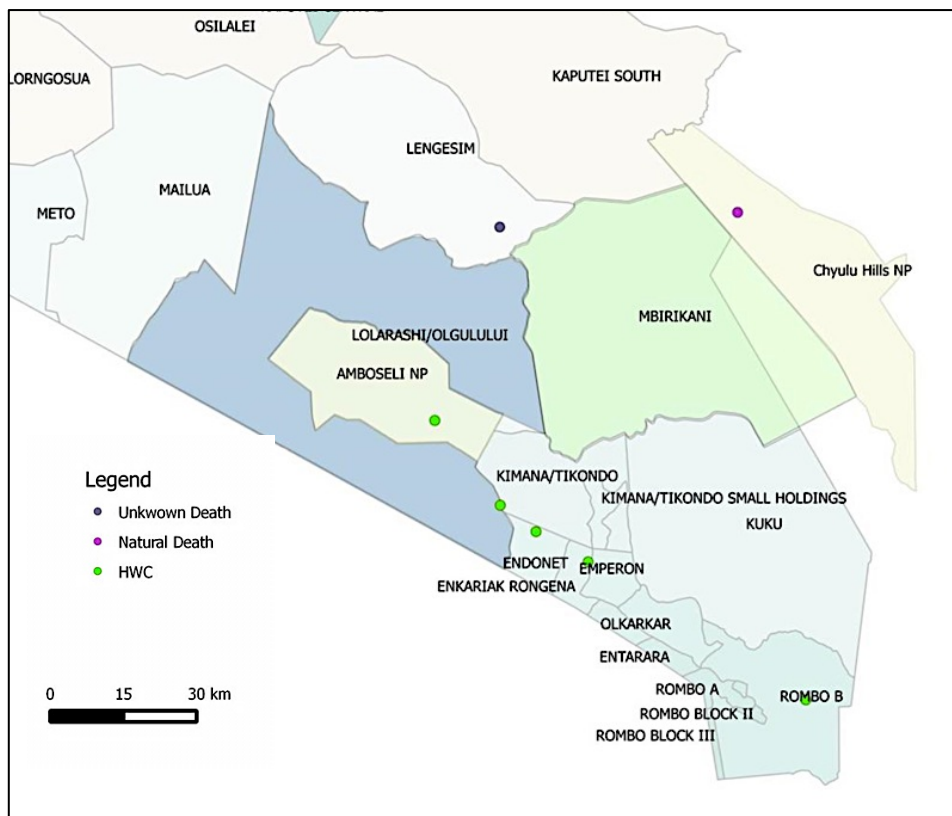 OSILALEI
LORNGOSUA
KAPUTEI SOUTH
LENGESIM
MAILUA
METO
Chyulu Hills NP
MBIRIKANI
LOLARASHI/OLGULULUI
AMBOSELI NP
KIMANA/TIKONDO
KIMANA/TIKONDO SMALL HOLDINGS
KUKU
ENDONET
EMPERON
ENKARIAK RONGENA
OLKARKAR
ENTARARA
ROMBO A
ROMBO B
ROMBO BLOCK II
ROMBO BLOCK III
Legend
Unkwown Death
Natural Death
HWC
0 15 30 km